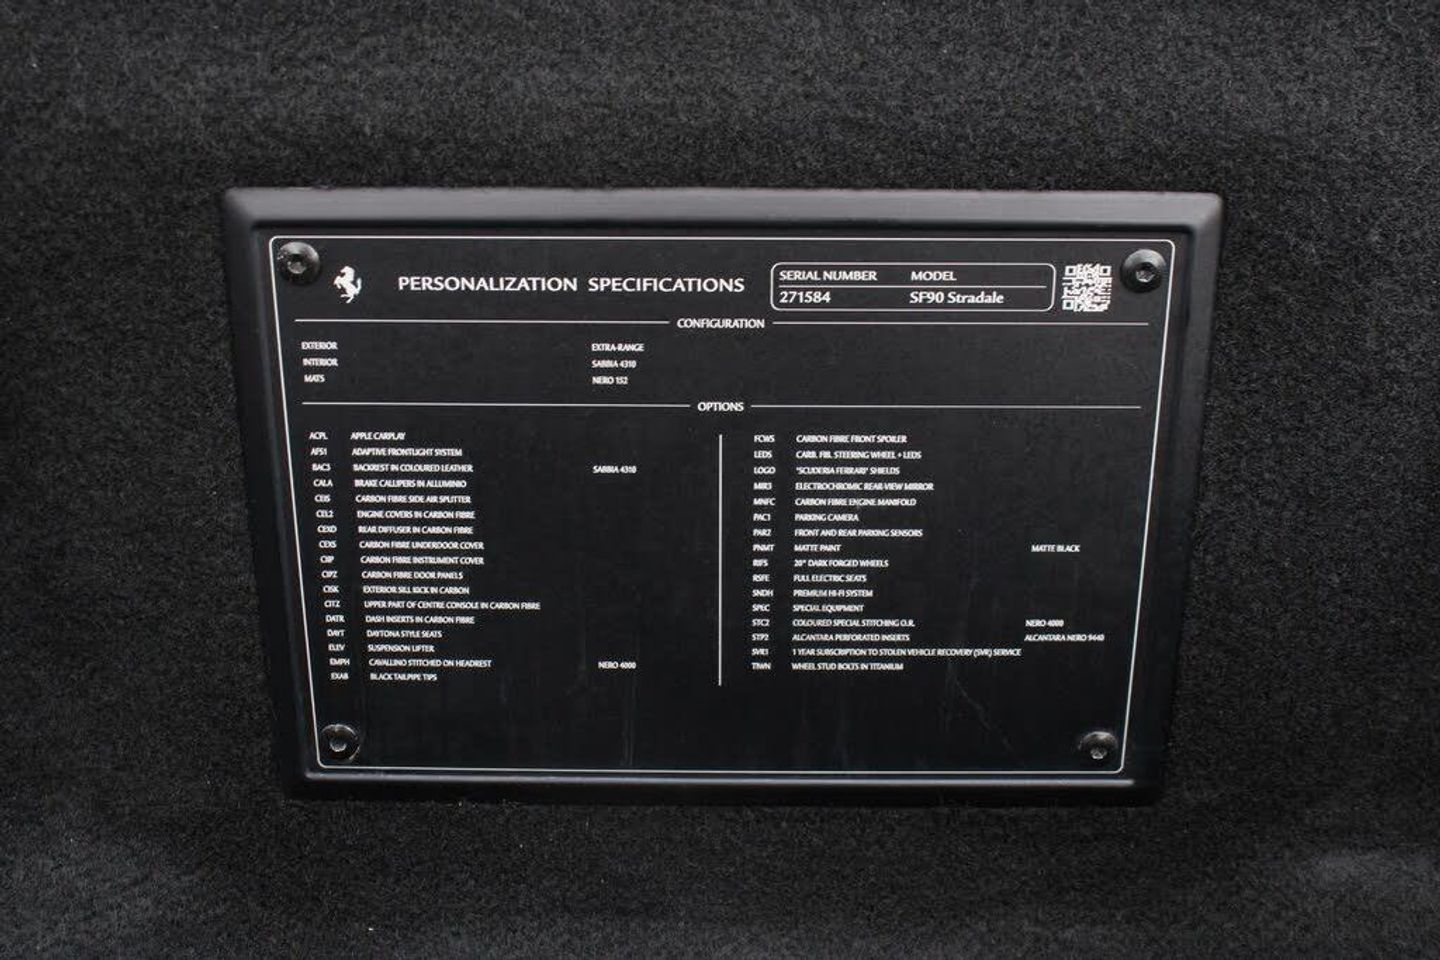 PERSONALIZATION SPECIFICATIONS
SERIAL NUMBER MODEL
271584 SF90 Stradale
CONFIGURATION
EXTERIOR EXTRA-RANGE
INTERIOR SABBIA 4310
MATS NERO 152
OPTIONS
ACPL APPLE CARPLAY
AFS1 ADAPTIVE FRONTLIGHT SYSTEM
BAC3 BACKREST IN COLOURED LEATHER SABBIA 4310
CALA BRAKE CALLIPERS IN ALLUMINIO
CEIS CARBON FIBRE SIDE AIR SPLITTER
CEL2 ENGINE COVERS IN CARBON FIBRE
CEXD REAR DIFFUSER IN CARBON FIBRE
CEXS CARBON FIBRE UNDERDOOR COVER
CIIP CARBON FIBRE INSTRUMENT COVER
CIPZ CARBON FIBRE DOOR PANELS
CISK EXTERIOR SILL KICK IN CARBON
CITZ UPPER PART OF CENTRE CONSOLE IN CARBON FIBRE
DATR DASH INSERTS IN CARBON FIBRE
DAYT DAYTONA STYLE SEATS
ELEV SUSPENSION LIFTER
EMPH CAVALLINO STITCHED ON HEADREST NERO 4000
EXAB BLACK TAILPIPE TIPS
FCWS CARBON FIBRE FRONT SPOILER
LEDS CARB. FIB. STEERING WHEEL + LEDS
LOGO "SCUDERIA FERRARI" SHIELDS
MIR3 ELECTROCHROMIC REAR-VIEW MIRROR
MNFC CARBON FIBRE ENGINE MANIFOLD
PAC1 PARKING CAMERA
PAR2 FRONT AND REAR PARKING SENSORS
PNMT MATTE PAINT MATTE BLACK
RIFS 20" DARK FORGED WHEELS
RSFE FULL ELECTRIC SEATS
SNDH PREMIUM HI-FI SYSTEM
SPEC SPECIAL EQUIPMENT
STC2 COLOURED SPECIAL STITCHING O.R. NERO 4000
STP2 ALCANTARA PERFORATED INSERTS ALCANTARA NERO 9440
SVR1 1 YEAR SUBSCRIPTION TO STOLEN VEHICLE RECOVERY (SVR) SERVICE
TIWN WHEEL STUD BOLTS IN TITANIUM